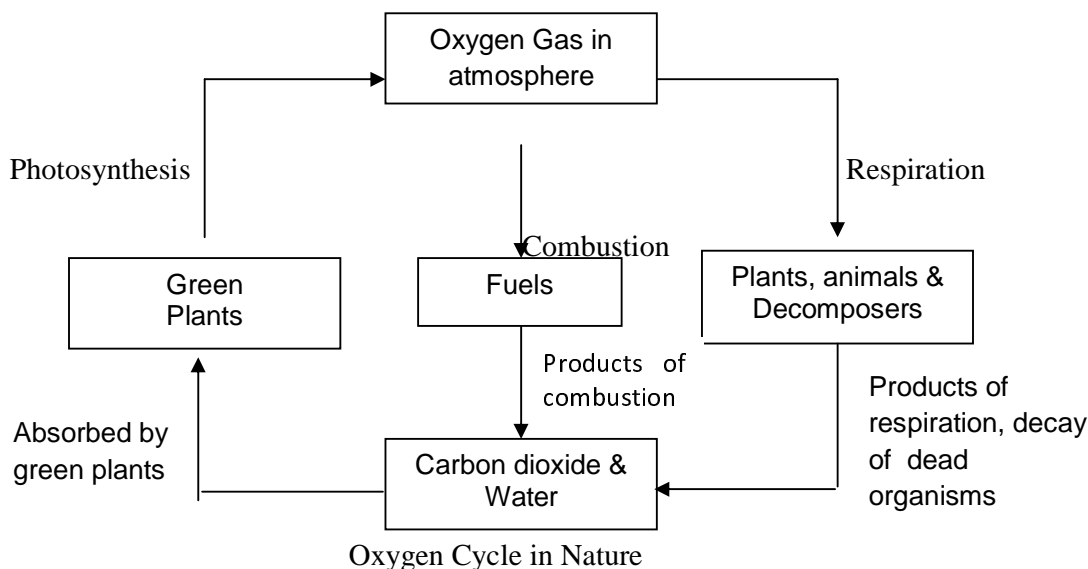 Oxygen Gas in
atmosphere
Photosynthesis
Respiration
Combustion
Green
Plants
Fuels
Plants, animals &
Decomposers
Products of
combustion
Products of
respiration, decay
of dead
organisms
Absorbed by
green plants
Carbon dioxide &
Water
Oxygen Cycle in Nature